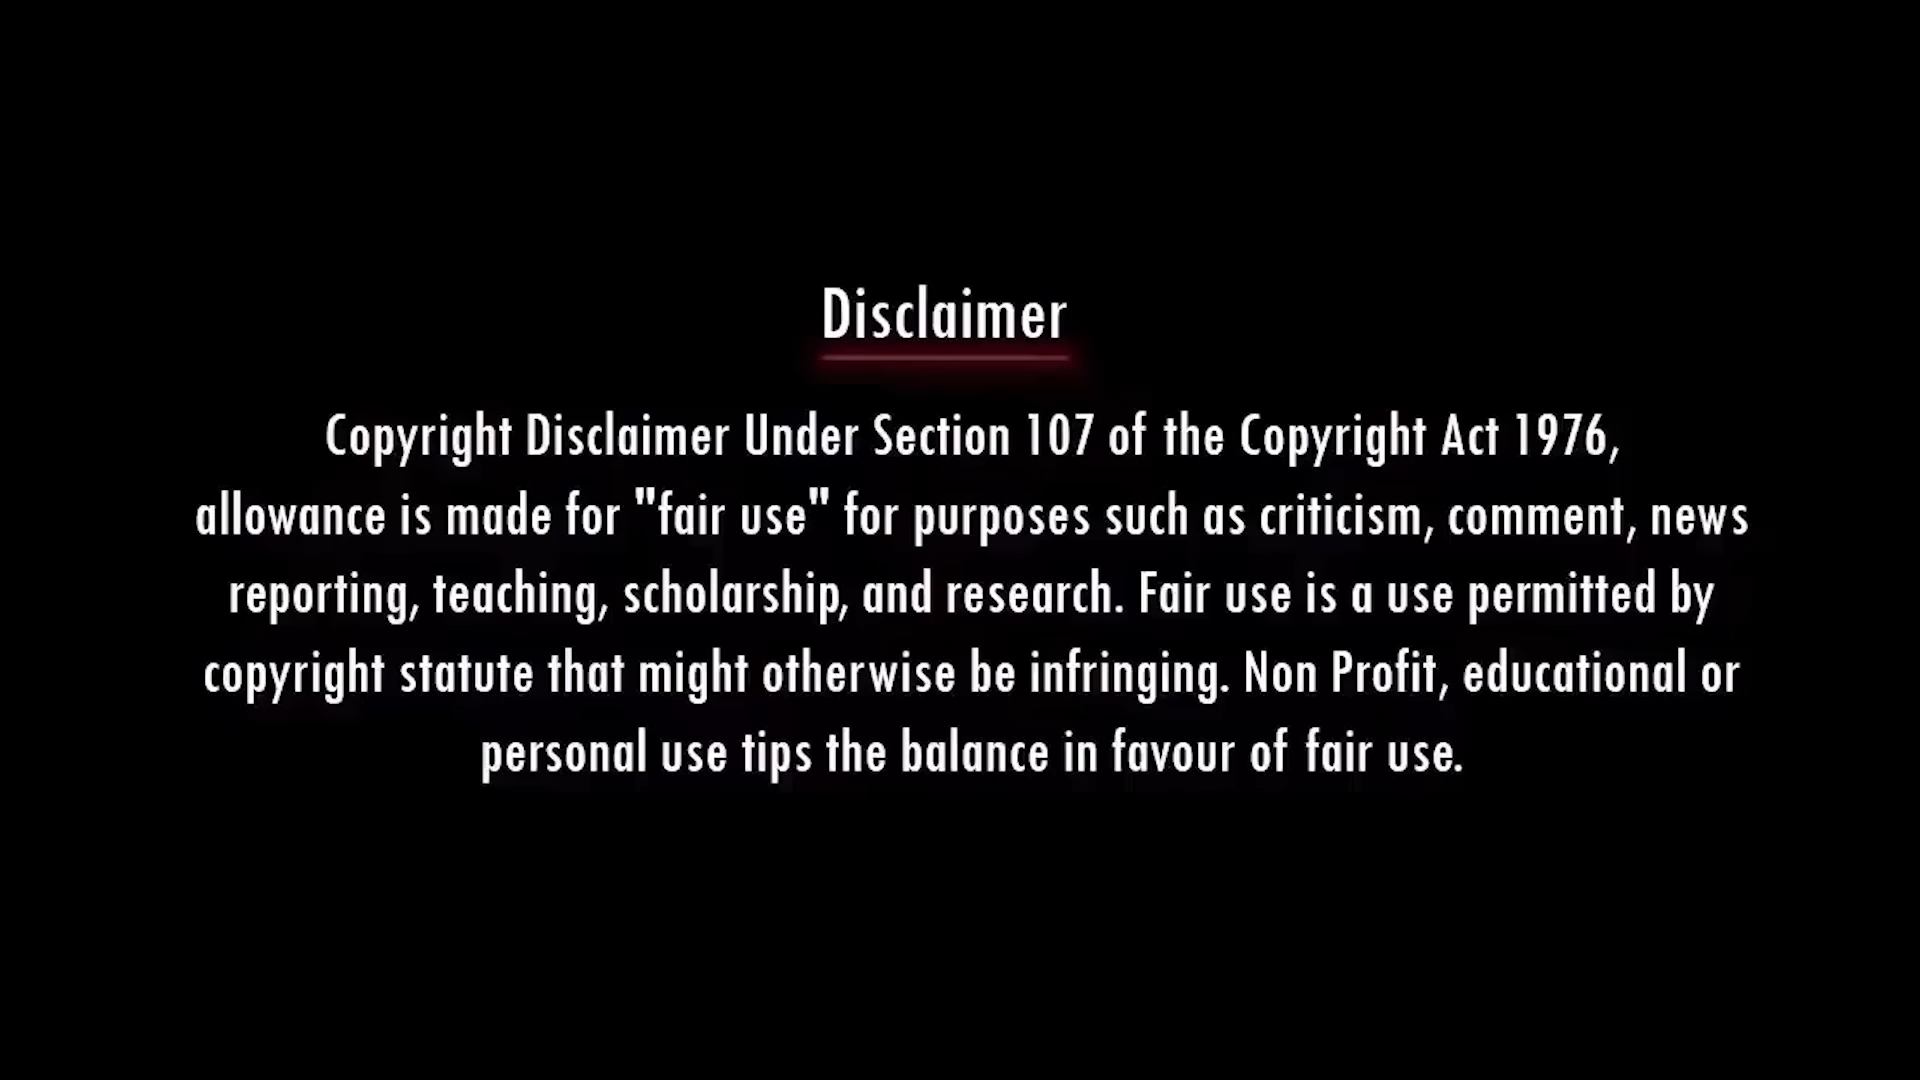 Disclaimer
Copyright Disclaimer Under Section 107 of the Copyright Act 1976,
allowance is made for "fair use" for purposes such as criticism, comment, news
reporting, teaching, scholarship, and research. Fair use is a use permitted by
copyright statute that might otherwise be infringing. Non Profit, educational or
personal use tips the balance in favour of fair use.